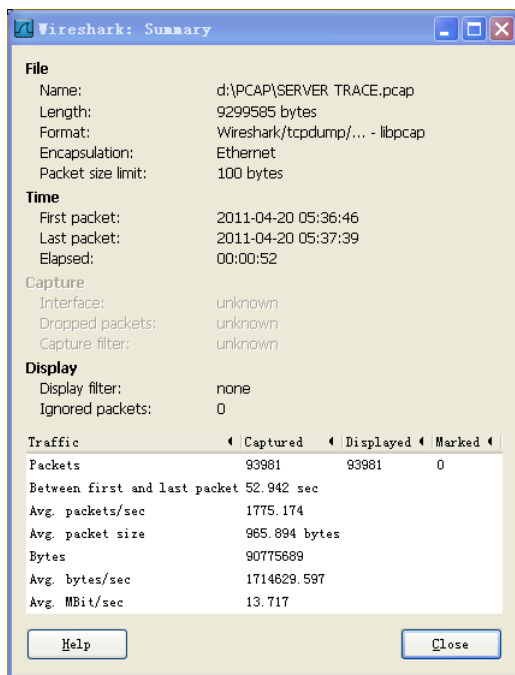 Wireshark: Summary
File
Name: d:\PCAP\SERVER TRACE.pcap
Length: 9299585 bytes
Format: Wireshark/tcpdump/... - libpcap
Encapsulation: Ethernet
Packet size limit: 100 bytes
Time
First packet: 2011-04-20 05:36:46
Last packet: 2011-04-20 05:37:39
Elapsed: 00:00:52
Capture
Interface: unknown
Dropped packets: unknown
Capture filter: unknown
Display
Display filter: none
Ignored packets: 0
Traffic Captured Displayed Marked
Packets 93981 93981 0
Between first and last packet 52.942 sec
Avg. packets/sec 1775.174
Avg. packet size 965.894 bytes
Bytes 90775689
Avg. bytes/sec 1714629.597
Avg. MBit/sec 13.717
Help Close